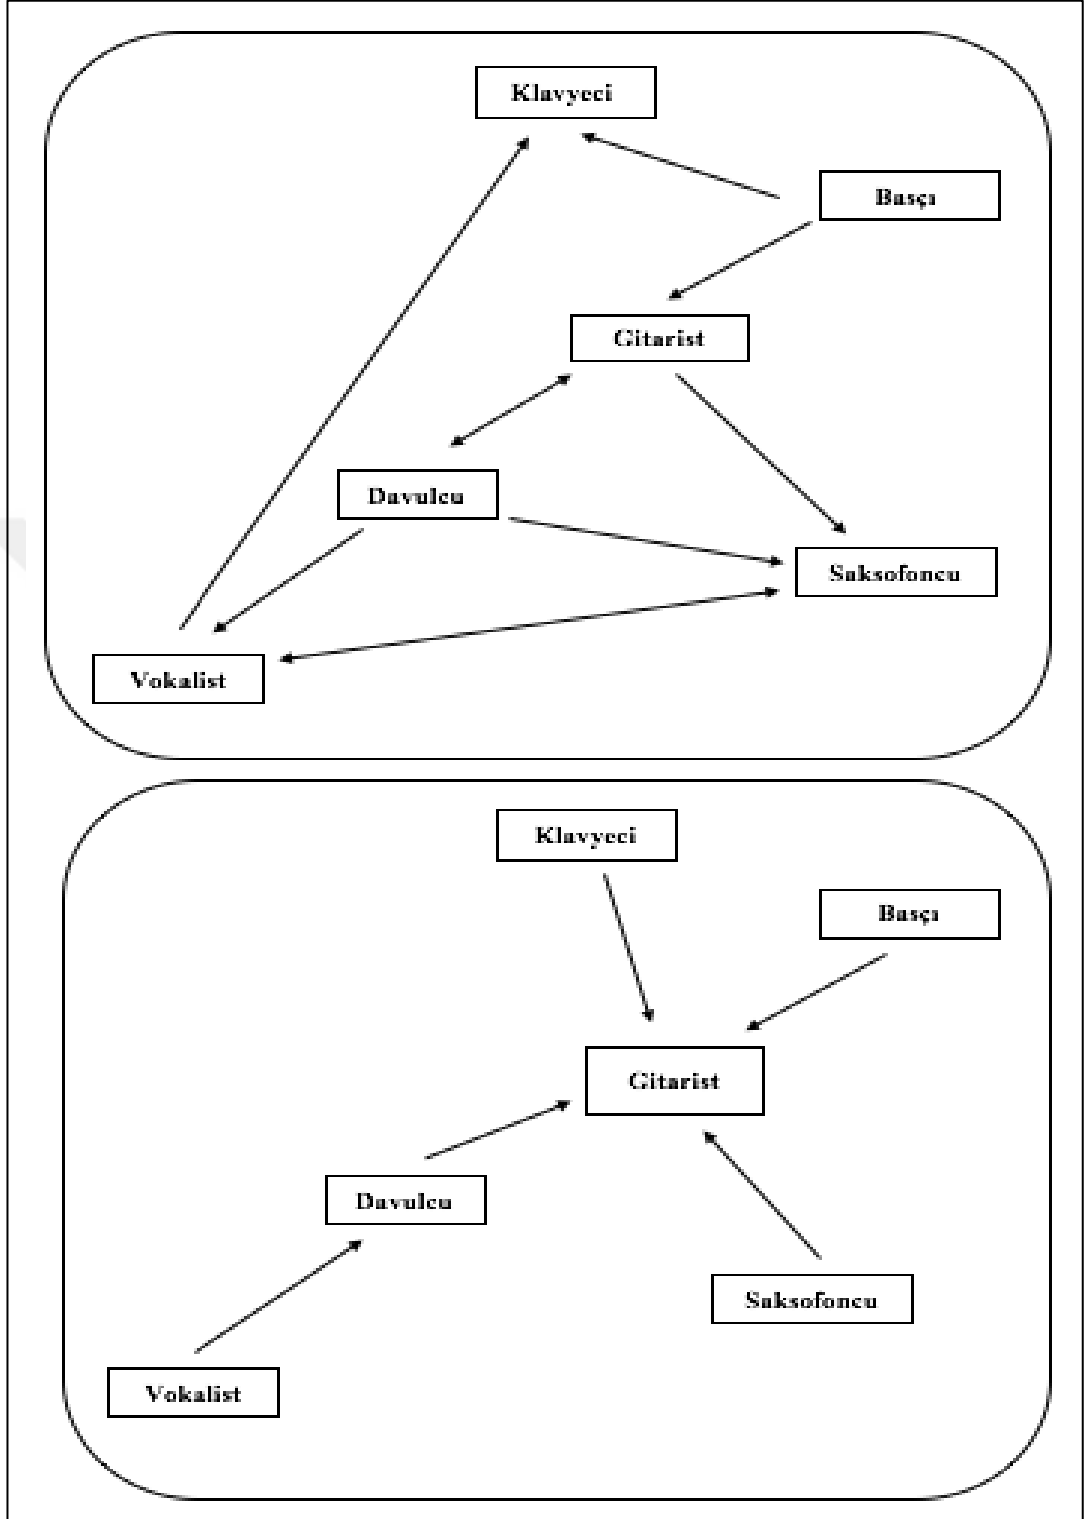 Klavyeci
Basçı
Gitarist
Davulcu
Saksofoncu
Vokalist
Klavyeci
Basçı
Gitarist
Davulcu
Saksofoncu
Vokalist